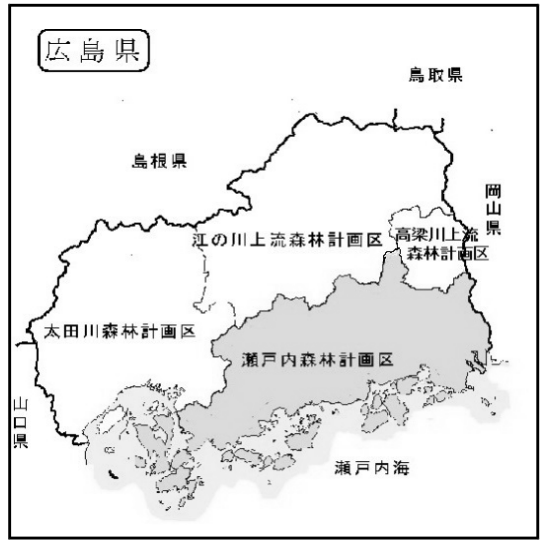 広島県
鳥取県
島根県
岡山県
江の川上流森林計画区
高梁川上流
森林計画区
太田川森林計画区
瀬戸内森林計画区
山口県
瀬戸内海